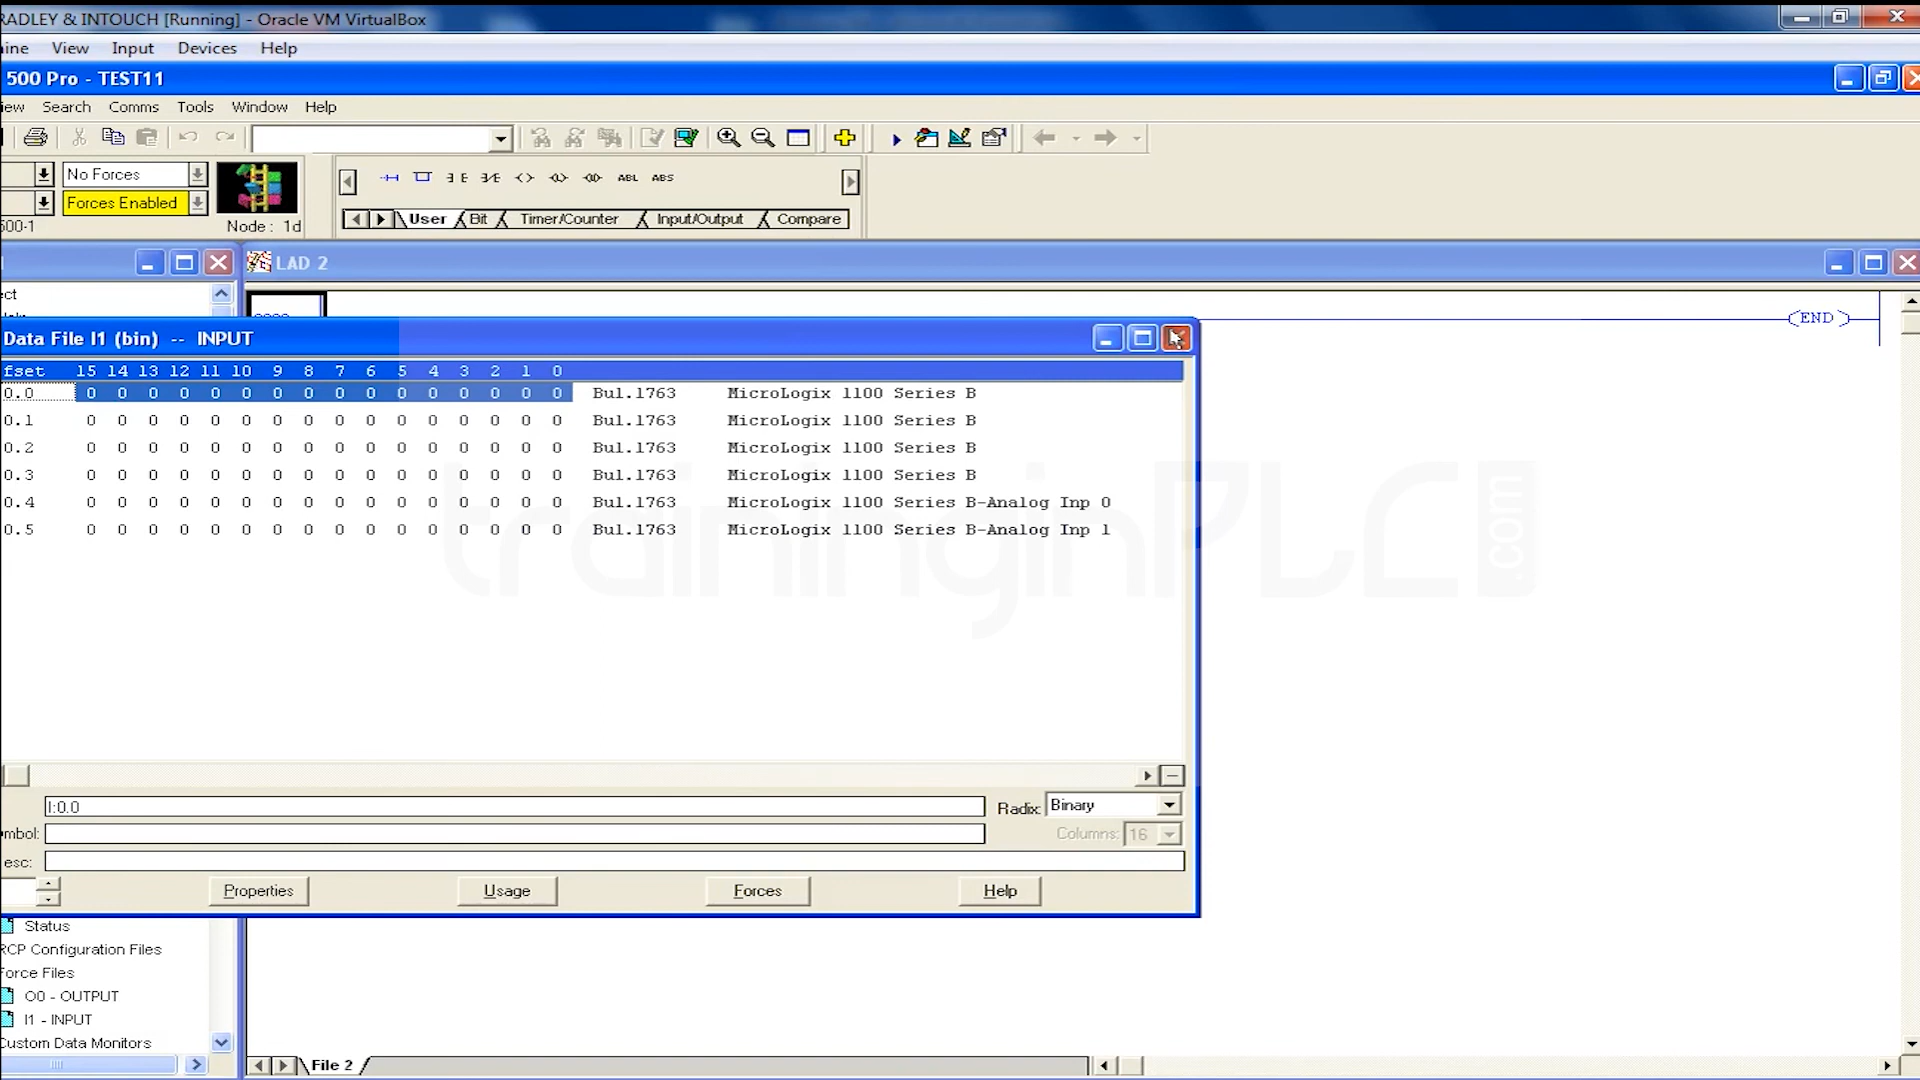 RADLEY & INTOUCH [Running] - Oracle VM VirtualBox
ine View Input Devices Help
500 Pro - TEST11
iew Search Comms Tools Window Help
No Forces
Forces Enabled
500-1
Node : 1d
ABL ABS
User Bit Timer/Counter Input/Output Compare
LAD 2
ect
END
Data File I1 (bin) -- INPUT
fset 15 14 13 12 11 10 9 8 7 6 5 4 3 2 1 0
0.0 0 0 0 0 0 0 0 0 0 0 0 0 0 0 0 0 Bul.1763 MicroLogix 1100 Series B
0.1 0 0 0 0 0 0 0 0 0 0 0 0 0 0 0 0 Bul.1763 MicroLogix 1100 Series B
0.2 0 0 0 0 0 0 0 0 0 0 0 0 0 0 0 0 Bul.1763 MicroLogix 1100 Series B
0.3 0 0 0 0 0 0 0 0 0 0 0 0 0 0 0 0 Bul.1763 MicroLogix 1100 Series B
0.4 0 0 0 0 0 0 0 0 0 0 0 0 0 0 0 0 Bul.1763 MicroLogix 1100 Series B-Analog Inp 0
0.5 0 0 0 0 0 0 0 0 0 0 0 0 0 0 0 0 Bul.1763 MicroLogix 1100 Series B-Analog Inp 1
traininginPLC.com
I:0.0 Radix: Binary
mbol: Columns: 16
esc:
Properties Usage Forces Help
Status
RCP Configuration Files
Force Files
O0 - OUTPUT
I1 - INPUT
Custom Data Monitors
File 2